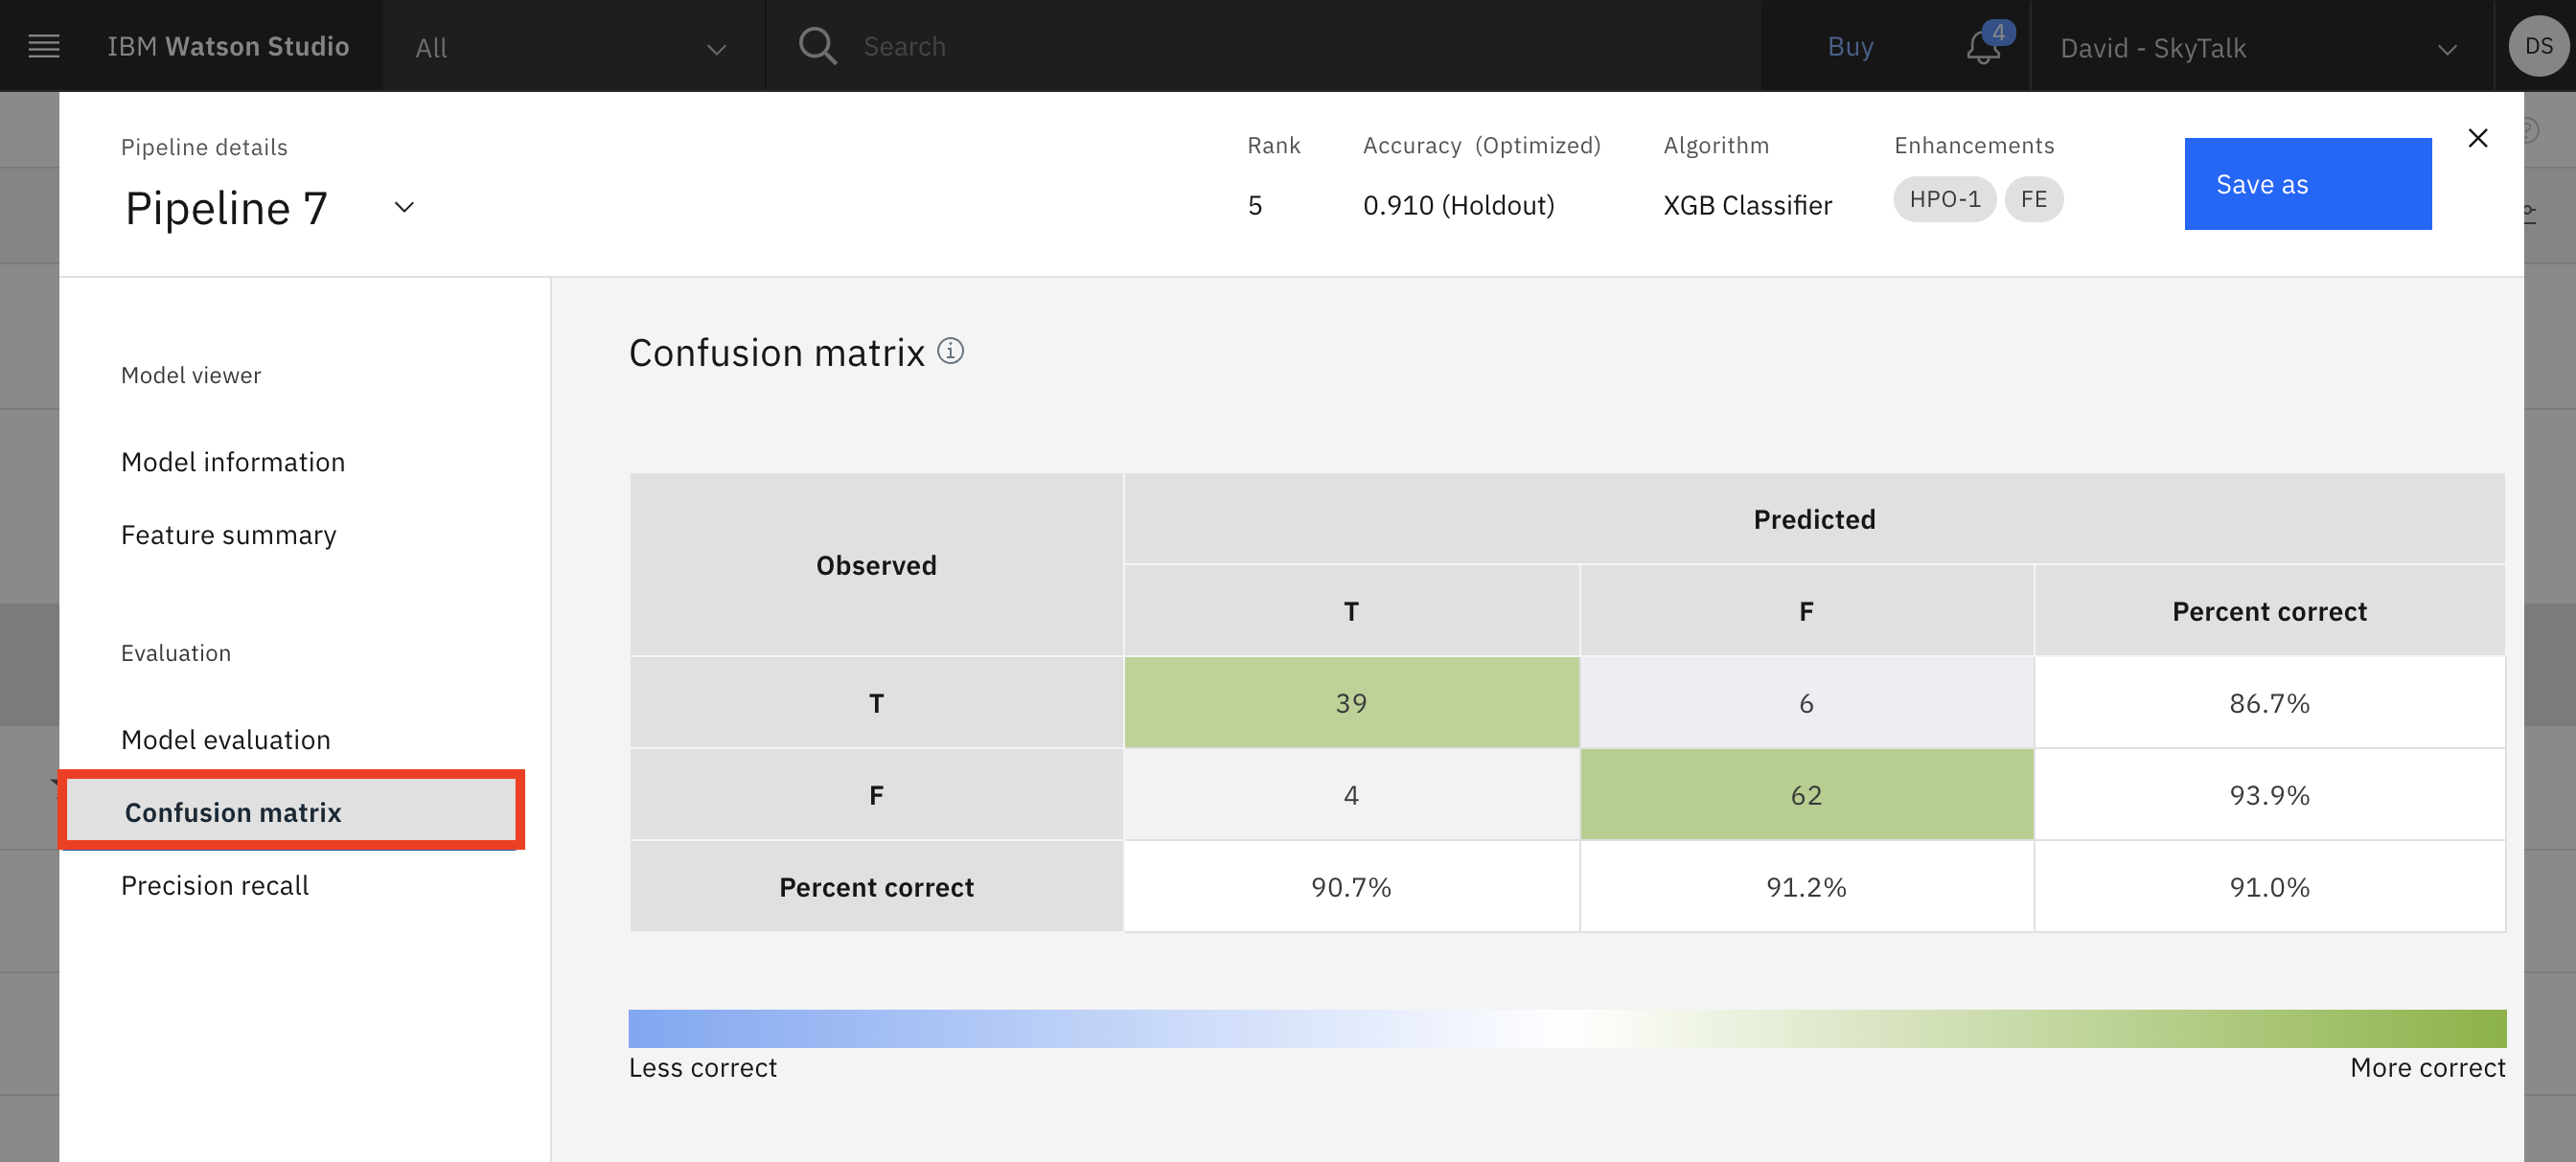 IBM Watson Studio
All
Search
Buy
4
David - SkyTalk
DS
Pipeline details
Pipeline 7
Rank
Accuracy (Optimized)
Algorithm
Enhancements
5
0.910 (Holdout)
XGB Classifier
HPO-1
FE
Save as
Model viewer
Model information
Feature summary
Evaluation
Model evaluation
Confusion matrix
Precision recall
Confusion matrix
Observed
Predicted
T F Percent correct
T 39 6 86.7%
F 4 62 93.9%
Percent correct 90.7% 91.2% 91.0%
Less correct
More correct